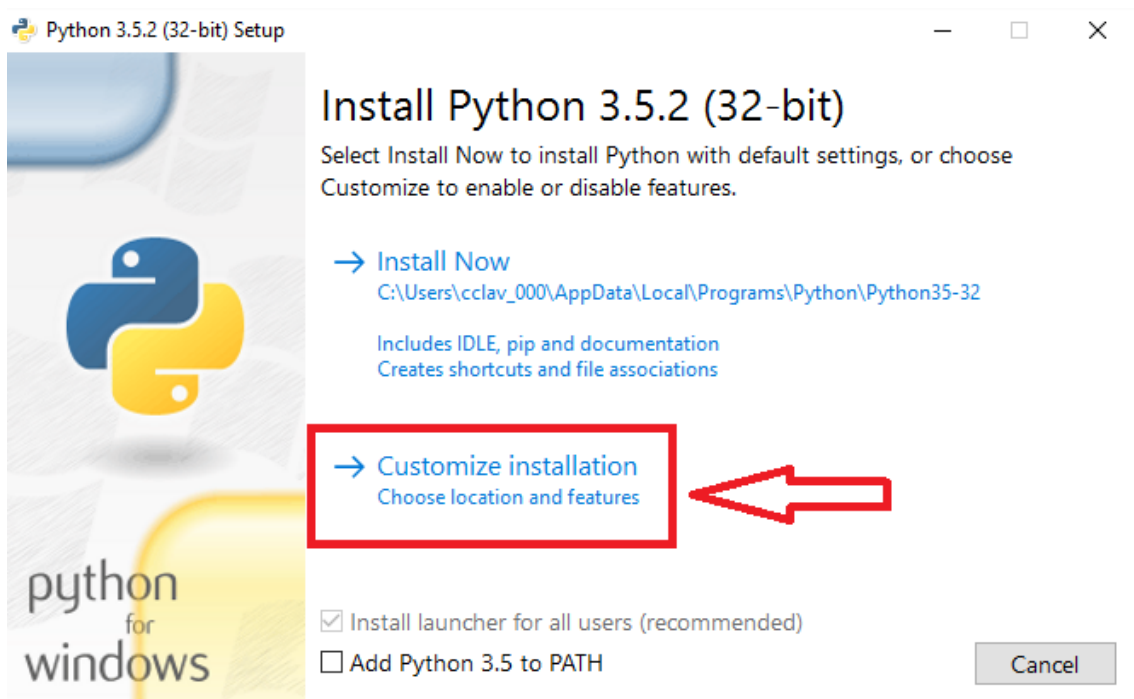 Python 3.5.2 (32-bit) Setup
Install Python 3.5.2 (32-bit)
Select Install Now to install Python with default settings, or choose
Customize to enable or disable features.
Install Now
C:\Users\cclav_000\AppData\Local\Programs\Python\Python35-32
Includes IDLE, pip and documentation
Creates shortcuts and file associations
Customize installation
Choose location and features
python
for
windows
Install launcher for all users (recommended)
Add Python 3.5 to PATH
Cancel